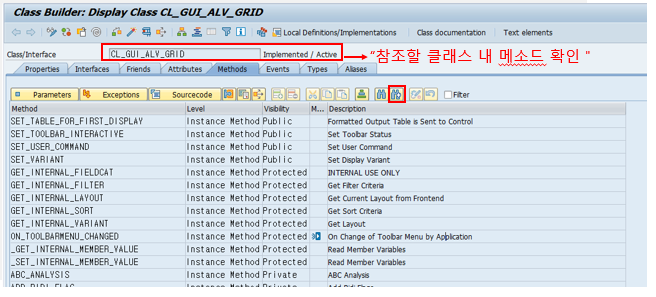 Class Builder: Display Class CL_GUI_ALV_GRID
Local Definitions/Implementations Class documentation Text elements
Class/Interface CL_GUI_ALV_GRID Implemented / Active "참조할 클래스 내 메소드 확인 "
Properties Interfaces Friends Attributes Methods Events Types Aliases
Parameters Exceptions Sourcecode Filter
Method Level Visibility M... Description
SET_TABLE_FOR_FIRST_DISPLAY Instance Method Public Formatted Output Table is Sent to Control
SET_TOOLBAR_INTERACTIVE Instance Method Public Set Toolbar Status
SET_USER_COMMAND Instance Method Public Set User Command
SET_VARIANT Instance Method Public Set Display Variant
GET_INTERNAL_FIELDCAT Instance Method Protected INTERNAL USE ONLY
GET_INTERNAL_FILTER Instance Method Protected Get Filter Criteria
GET_INTERNAL_LAYOUT Instance Method Protected Get Current Layout from Frontend
GET_INTERNAL_SORT Instance Method Protected Get Sort Criteria
GET_INTERNAL_VARIANT Instance Method Protected Get Layout
ON_TOOLBARMENU_CHANGED Instance Method Protected On Change of Toolbar Menu by Application
_GET_INTERNAL_MEMBER_VALUE Instance Method Protected Read Member Variables
_SET_INTERNAL_MEMBER_VALUE Instance Method Protected Read Member Variables
ABC_ANALYSIS Instance Method Private ABC Analysis
Instance Method Private